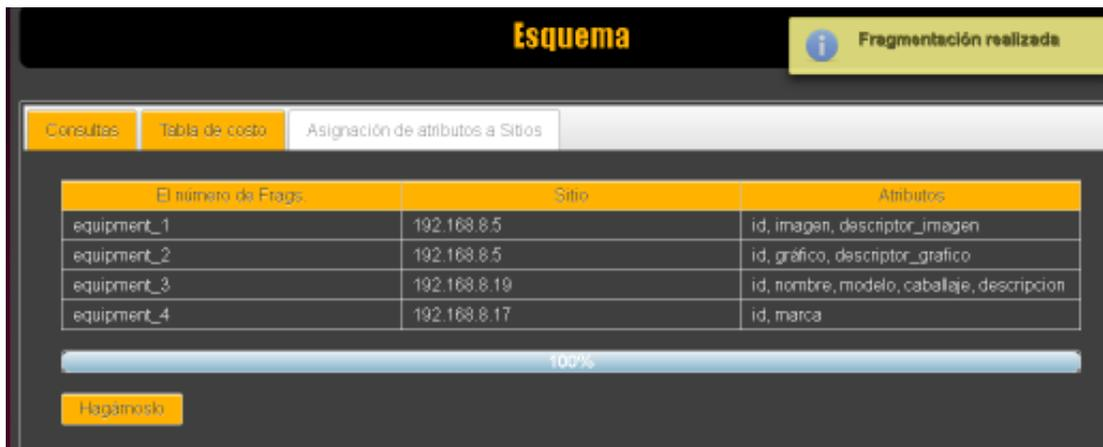 Esquema
Fragmentación realizada
Consultas Tabla de costo Asignación de atributos a Sitios
El número de Frags. Sitio Atributos
equipment_1 192.168.8.5 id, imagen, descriptor_imagen
equipment_2 192.168.8.5 id, gráfico, descriptor_grafico
equipment_3 192.168.8.19 id, nombre, modelo, caballaje, descripcion
equipment_4 192.168.8.17 id, marca
100%
Hagámoslo